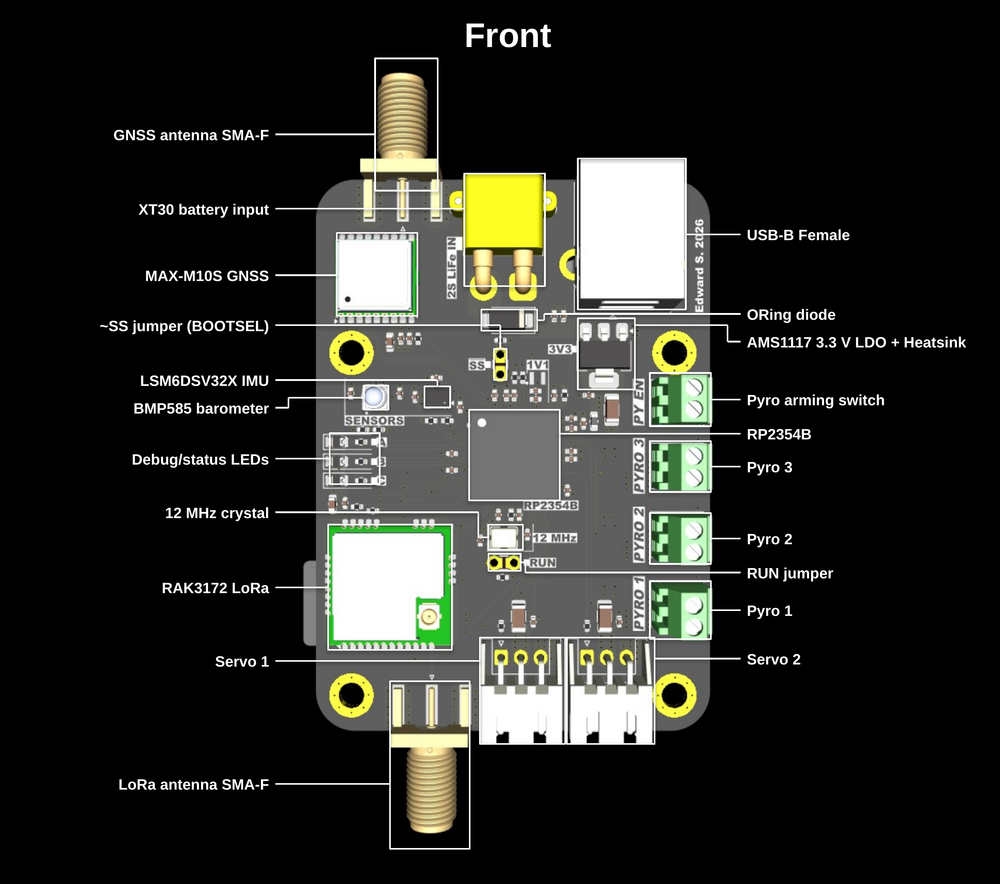 Front
GNSS antenna SMA-F
XT30 battery input
MAX-M10S GNSS
~SS jumper (BOOTSEL)
LSM6DSV32X IMU
BMP585 barometer
Debug/status LEDs
12 MHz crystal
RAK3172 LoRa
Servo 1
LoRa antenna SMA-F
2S LiFe IN
SS
1V1
3V3
SENSORS
A
B
C
RP2354B
12 MHz
RUN
PY EN
PYRO 3
PYRO 2
PYRO 1
Edward S. 2026
USB-B Female
ORing diode
AMS1117 3.3 V LDO + Heatsink
Pyro arming switch
RP2354B
Pyro 3
Pyro 2
RUN jumper
Pyro 1
Servo 2